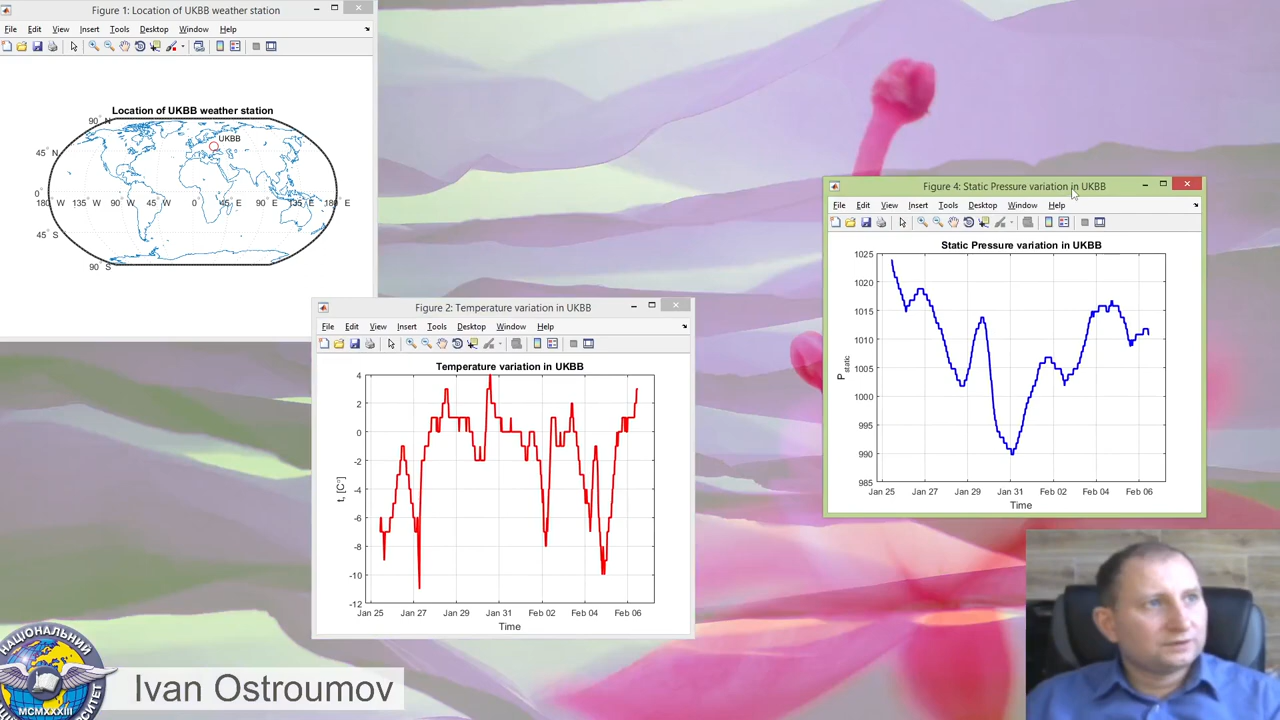 Figure 1: Location of UKBB weather station
File Edit View Insert Tools Desktop Window Help
Location of UKBB weather station
90° N
UKBB
45° N
0°
180° W 135° W 90° W 45° W 0° 45° E 90° E 135° E 180° E
45° S
90° S
Figure 2: Temperature variation in UKBB
File Edit View Insert Tools Desktop Window Help
Temperature variation in UKBB
4
2
0
-2
-4
-6
-8
-10
-12
t, [C°]
Jan 25 Jan 27 Jan 29 Jan 31 Feb 02 Feb 04 Feb 06
Time
Figure 4: Static Pressure variation in UKBB
File Edit View Insert Tools Desktop Window Help
Static Pressure variation in UKBB
1025
1020
1015
1010
1005
1000
995
990
985
P static
Jan 25 Jan 27 Jan 29 Jan 31 Feb 02 Feb 04 Feb 06
Time
НАЦІОНАЛЬНИЙ
MCMXXXIII
Ivan Ostroumov